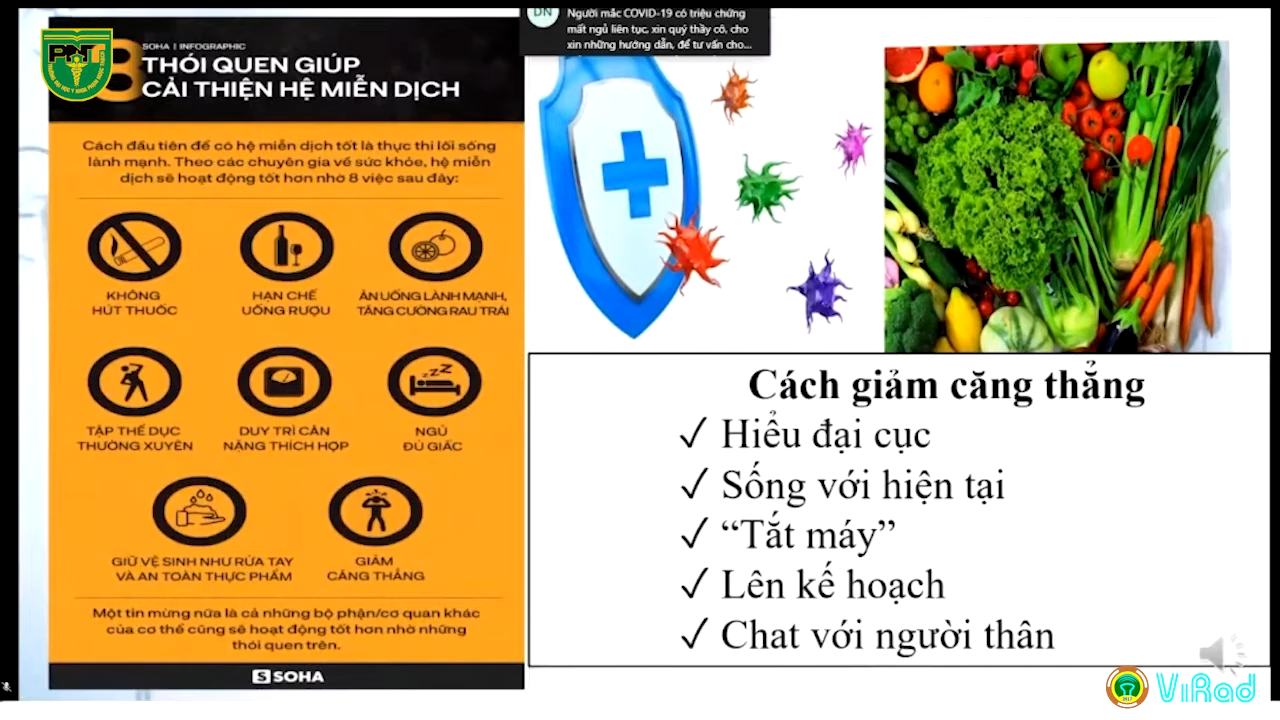 SOHA | INFOGRAPHIC
8 THÓI QUEN GIÚP
CẢI THIỆN HỆ MIỄN DỊCH
Cách đầu tiên để có hệ miễn dịch tốt là thực thi lối sống
lành mạnh. Theo các chuyên gia về sức khỏe, hệ miễn
dịch sẽ hoạt động tốt hơn nhờ 8 việc sau đây:
KHÔNG
HÚT THUỐC
HẠN CHẾ
UỐNG RƯỢU
ĂN UỐNG LÀNH MẠNH,
TĂNG CƯỜNG RAU TRÁI
TẬP THỂ DỤC
THƯỜNG XUYÊN
DUY TRÌ CÂN
NẶNG THÍCH HỢP
NGỦ
ĐỦ GIẤC
GIỮ VỆ SINH NHƯ RỬA TAY
VÀ AN TOÀN THỰC PHẨM
GIẢM
CĂNG THẲNG
Một tin mừng nữa là cả những bộ phận/cơ quan khác
của cơ thể cũng sẽ hoạt động tốt hơn nhờ những
thói quen trên.
S SOHA
DN
Người mắc COVID-19 có triệu chứng
mất ngủ liên tục, xin quý thầy cô, cho
xin những hướng dẫn, để tư vấn cho...
Cách giảm căng thẳng
✓ Hiểu đại cục
✓ Sống với hiện tại
✓ “Tắt máy”
✓ Lên kế hoạch
✓ Chat với người thân
PNT
ViRad